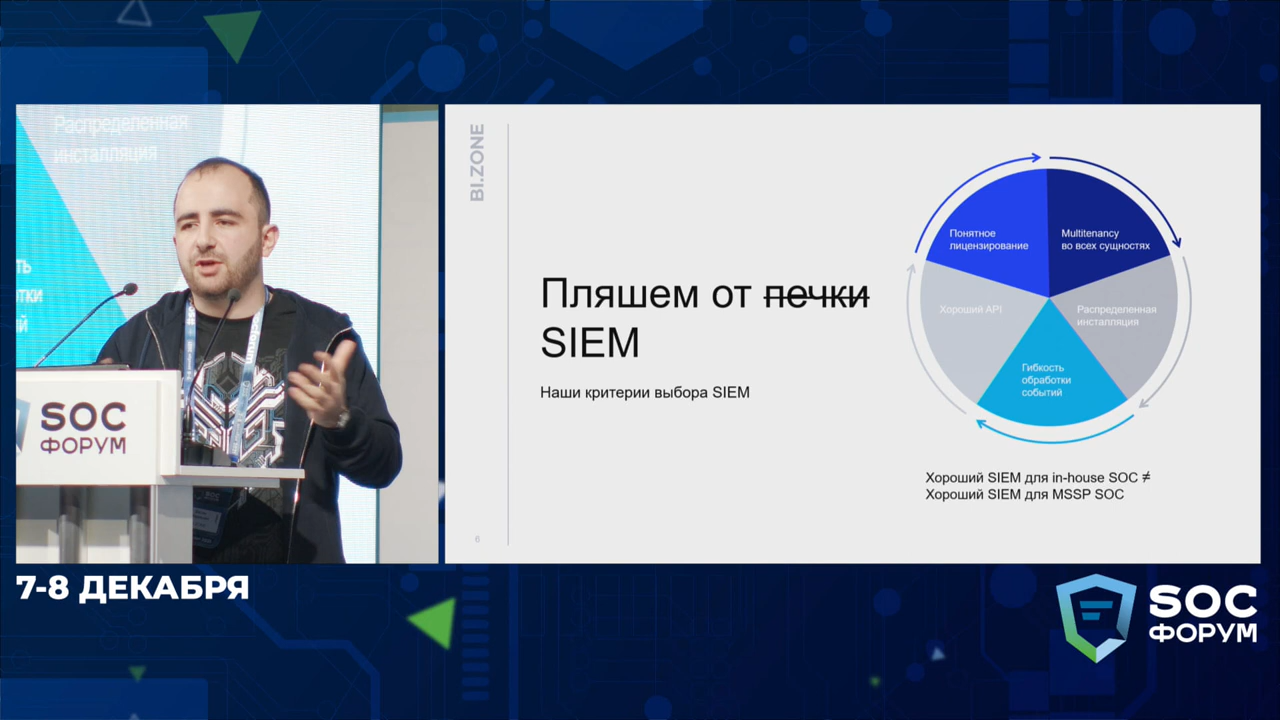 Распределенная
инсталляция
SOC
ФОРУМ
BI.ZONE
Пляшем от печки
SIEM
Наши критерии выбора SIEM
Понятное
лицензирование
Multitenancy
во всех сущностях
Хороший API
Распределенная
инсталляция
Гибкость
обработки
событий
Хороший SIEM для in-house SOC ≠
Хороший SIEM для MSSP SOC
6
7-8 ДЕКАБРЯ
SOC
ФОРУМ